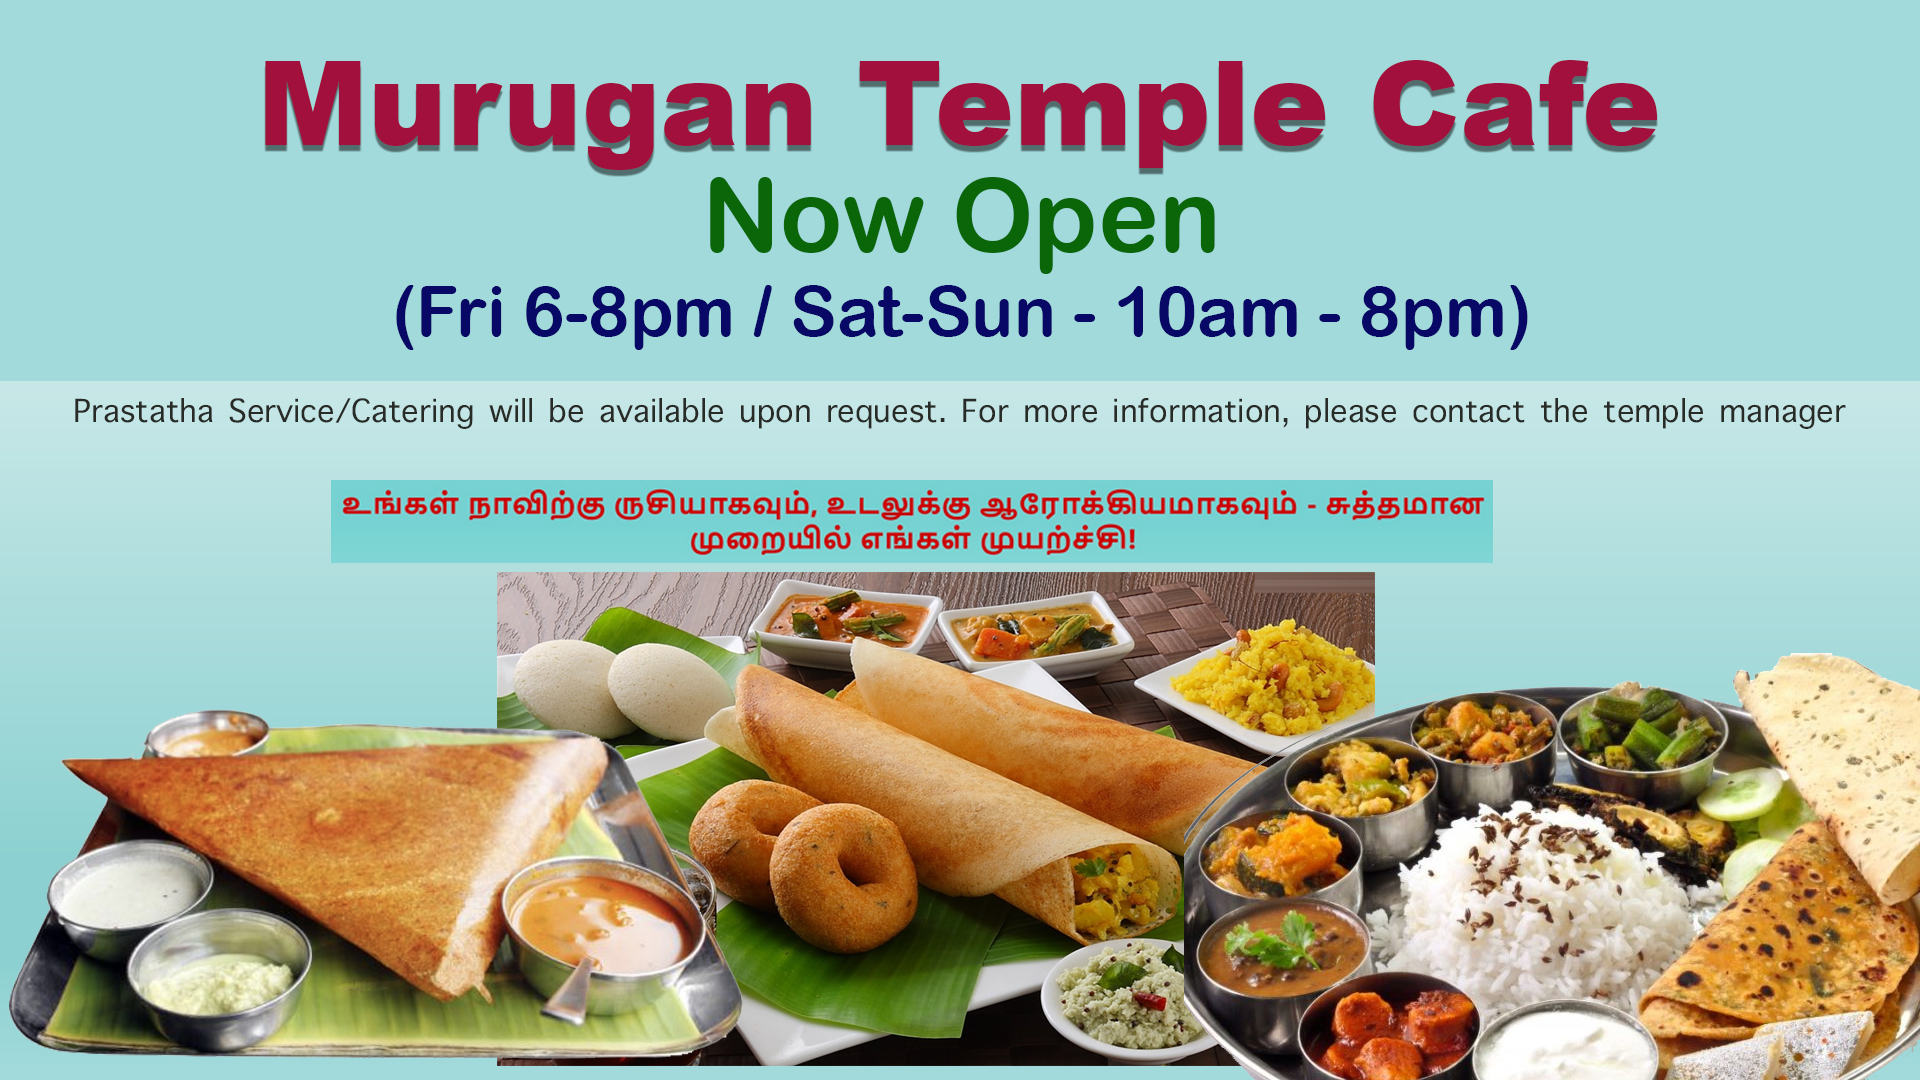 Murugan Temple Cafe
Now Open
(Fri 6-8pm / Sat-Sun - 10am - 8pm)
Prastatha Service/Catering will be available upon request. For more information, please contact the temple manager
உங்கள் நாவிற்கு ருசியாகவும், உடலுக்கு ஆரோக்கியமாகவும் - சுத்தமான
முறையில் எங்கள் முயற்ச்சி!